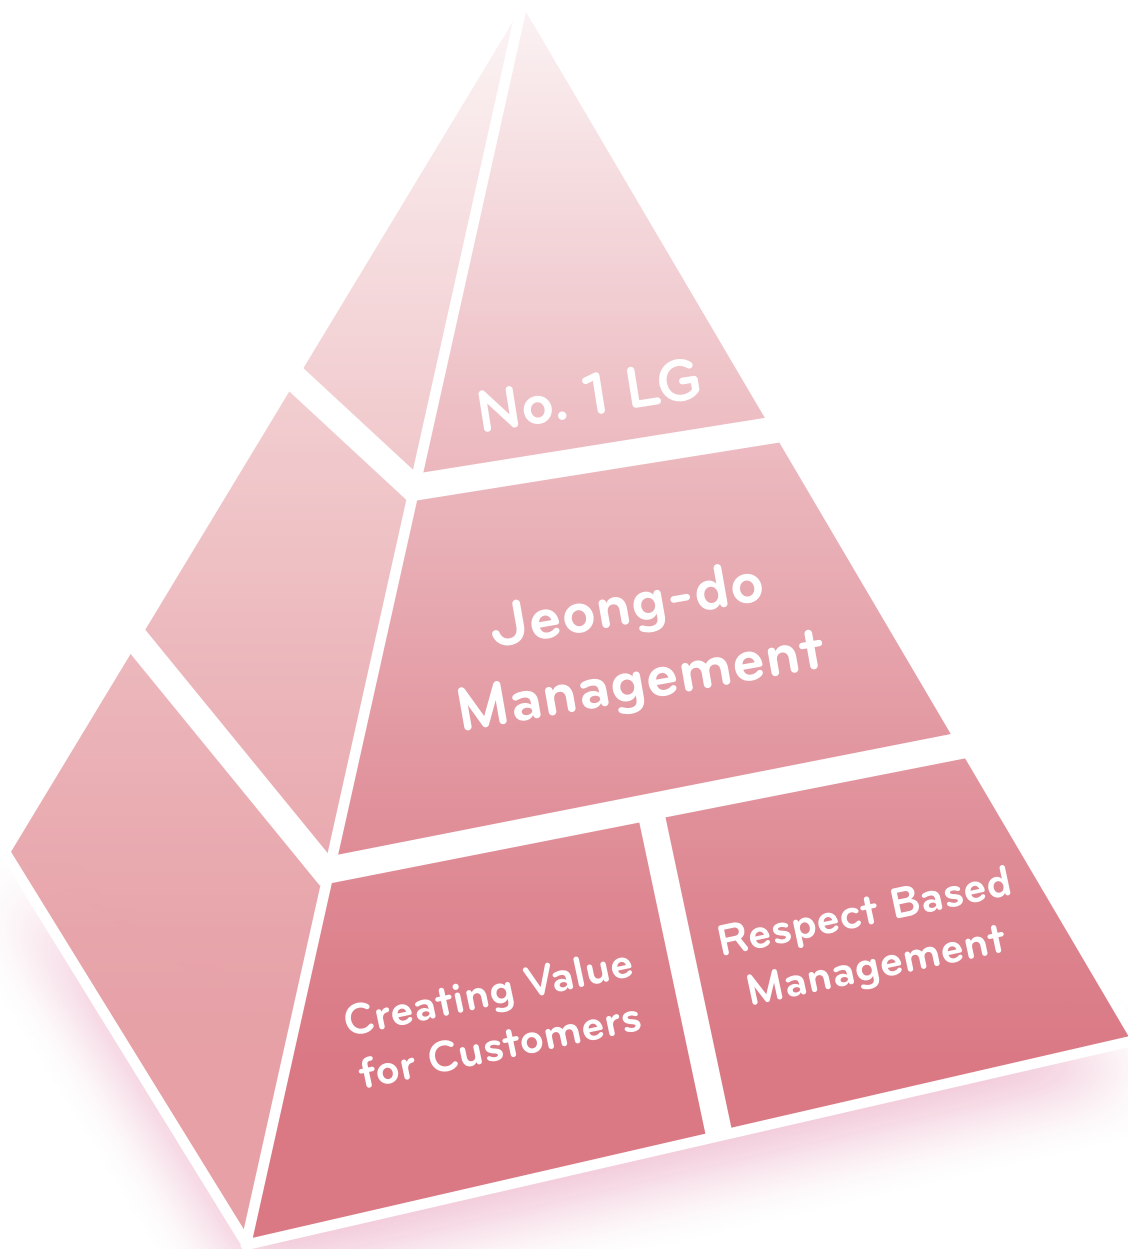 No. 1 LG
Jeong-do
Management
Creating Value
for Customers
Respect Based
Management